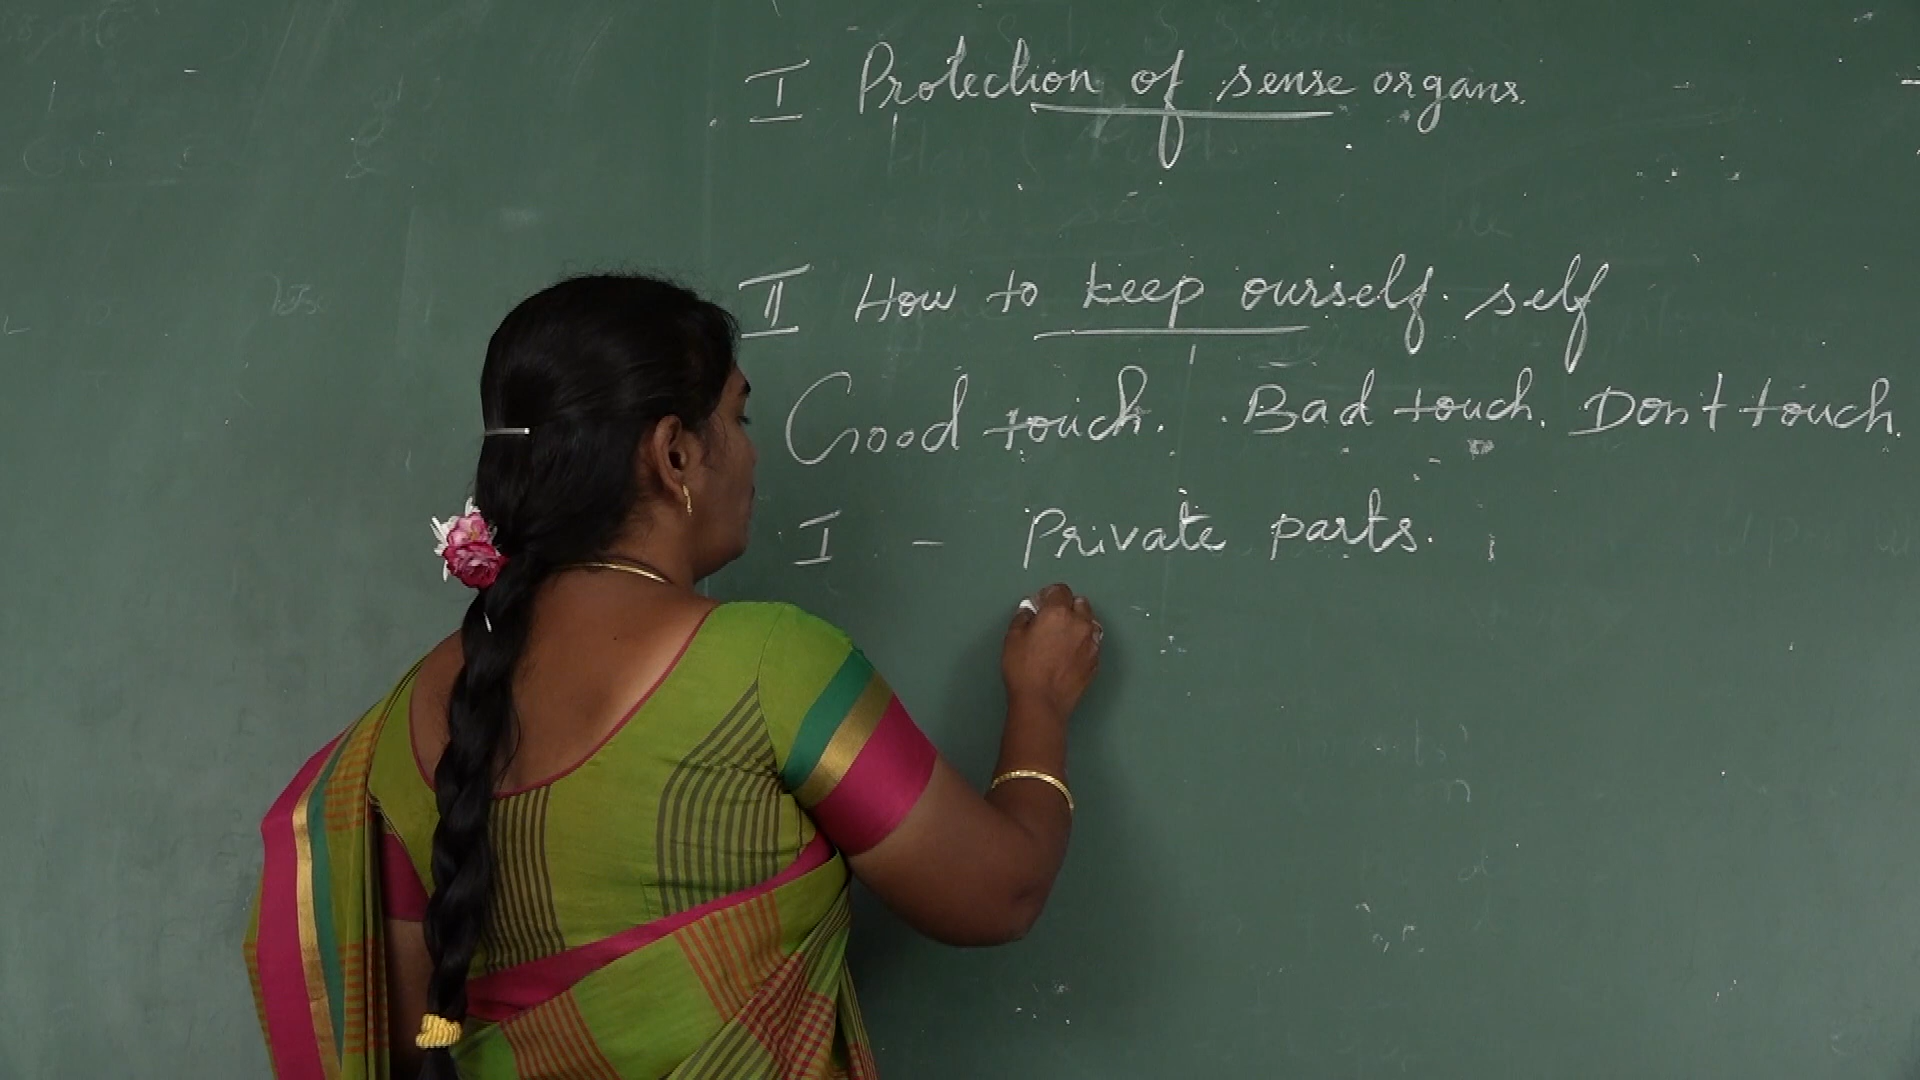 I Protection of sense organs.
II How to keep ourself. self
Good touch. Bad touch. Don't touch.
I - Private parts.